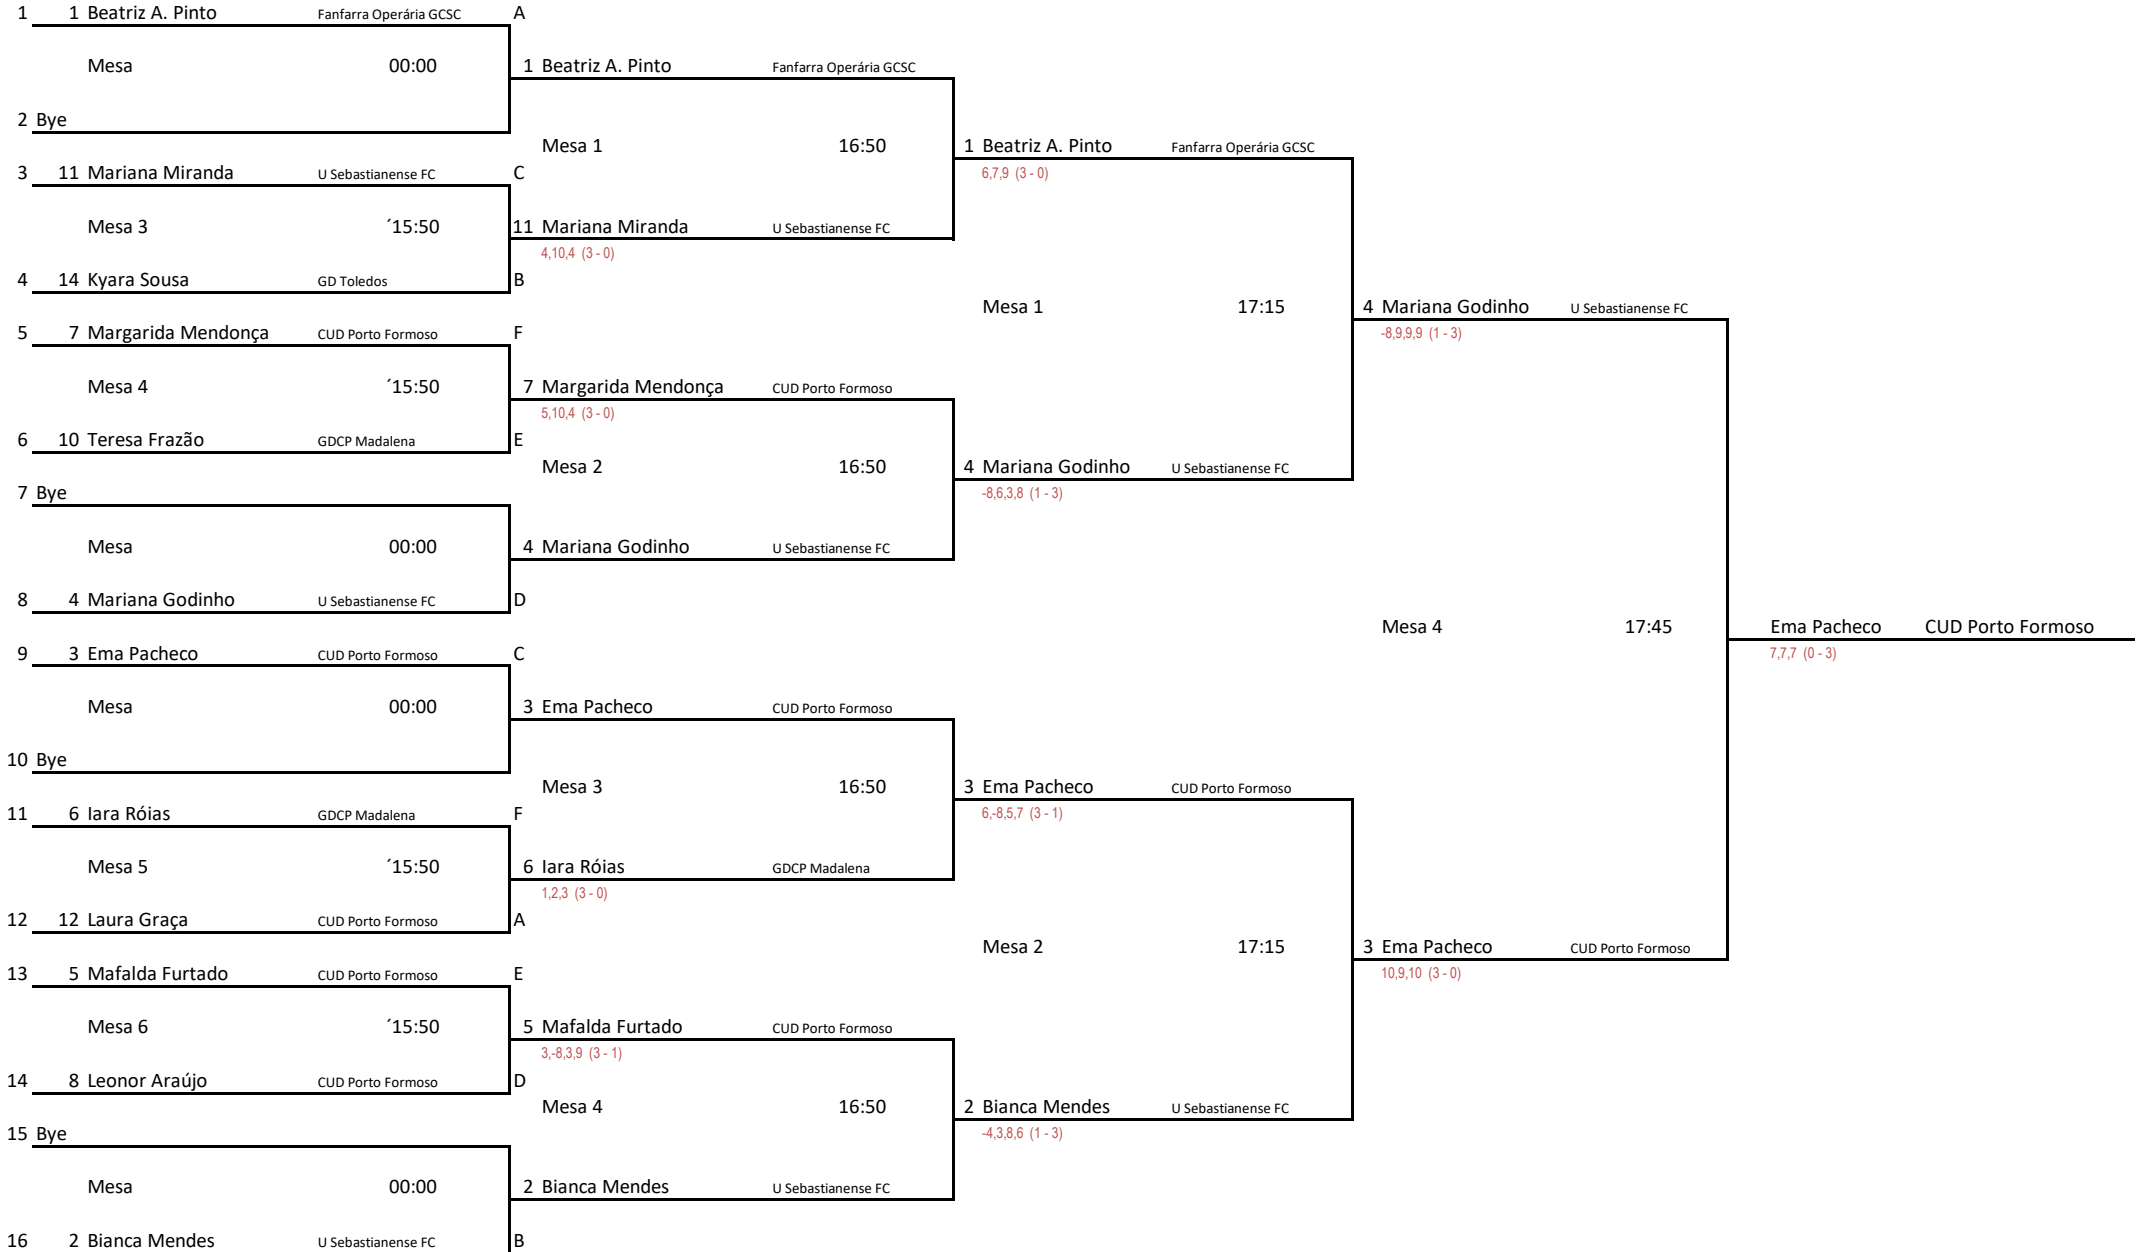 1 1 Beatriz A. Pinto Fanfarra Operária GCSC A
Mesa 00:00 1 Beatriz A. Pinto Fanfarra Operária GCSC
2 Bye
Mesa 1 16:50 1 Beatriz A. Pinto Fanfarra Operária GCSC
3 11 Mariana Miranda U Sebastianense FC C 6,7,9 (3 - 0)
Mesa 3 ´15:50 11 Mariana Miranda U Sebastianense FC
4,10,4 (3 - 0)
4 14 Kyara Sousa GD Toledos B
Mesa 1 17:15 4 Mariana Godinho U Sebastianense FC
5 7 Margarida Mendonça CUD Porto Formoso F -8,9,9,9 (1 - 3)
Mesa 4 ´15:50 7 Margarida Mendonça CUD Porto Formoso
5,10,4 (3 - 0)
6 10 Teresa Frazão GDCP Madalena E
Mesa 2 16:50 4 Mariana Godinho U Sebastianense FC
7 Bye -8,6,3,8 (1 - 3)
Mesa 00:00 4 Mariana Godinho U Sebastianense FC
8 4 Mariana Godinho U Sebastianense FC D
Mesa 4 17:45 Ema Pacheco CUD Porto Formoso
9 3 Ema Pacheco CUD Porto Formoso C 7,7,7 (0 - 3)
Mesa 00:00 3 Ema Pacheco CUD Porto Formoso
10 Bye
Mesa 3 16:50 3 Ema Pacheco CUD Porto Formoso
11 6 Iara Róias GDCP Madalena F 6,-8,5,7 (3 - 1)
Mesa 5 ´15:50 6 Iara Róias GDCP Madalena
1,2,3 (3 - 0)
12 12 Laura Graça CUD Porto Formoso A
Mesa 2 17:15 3 Ema Pacheco CUD Porto Formoso
13 5 Mafalda Furtado CUD Porto Formoso E 10,9,10 (3 - 0)
Mesa 6 ´15:50 5 Mafalda Furtado CUD Porto Formoso
3,-8,3,9 (3 - 1)
14 8 Leonor Araújo CUD Porto Formoso D
Mesa 4 16:50 2 Bianca Mendes U Sebastianense FC
15 Bye -4,3,8,6 (1 - 3)
Mesa 00:00 2 Bianca Mendes U Sebastianense FC
16 2 Bianca Mendes U Sebastianense FC B